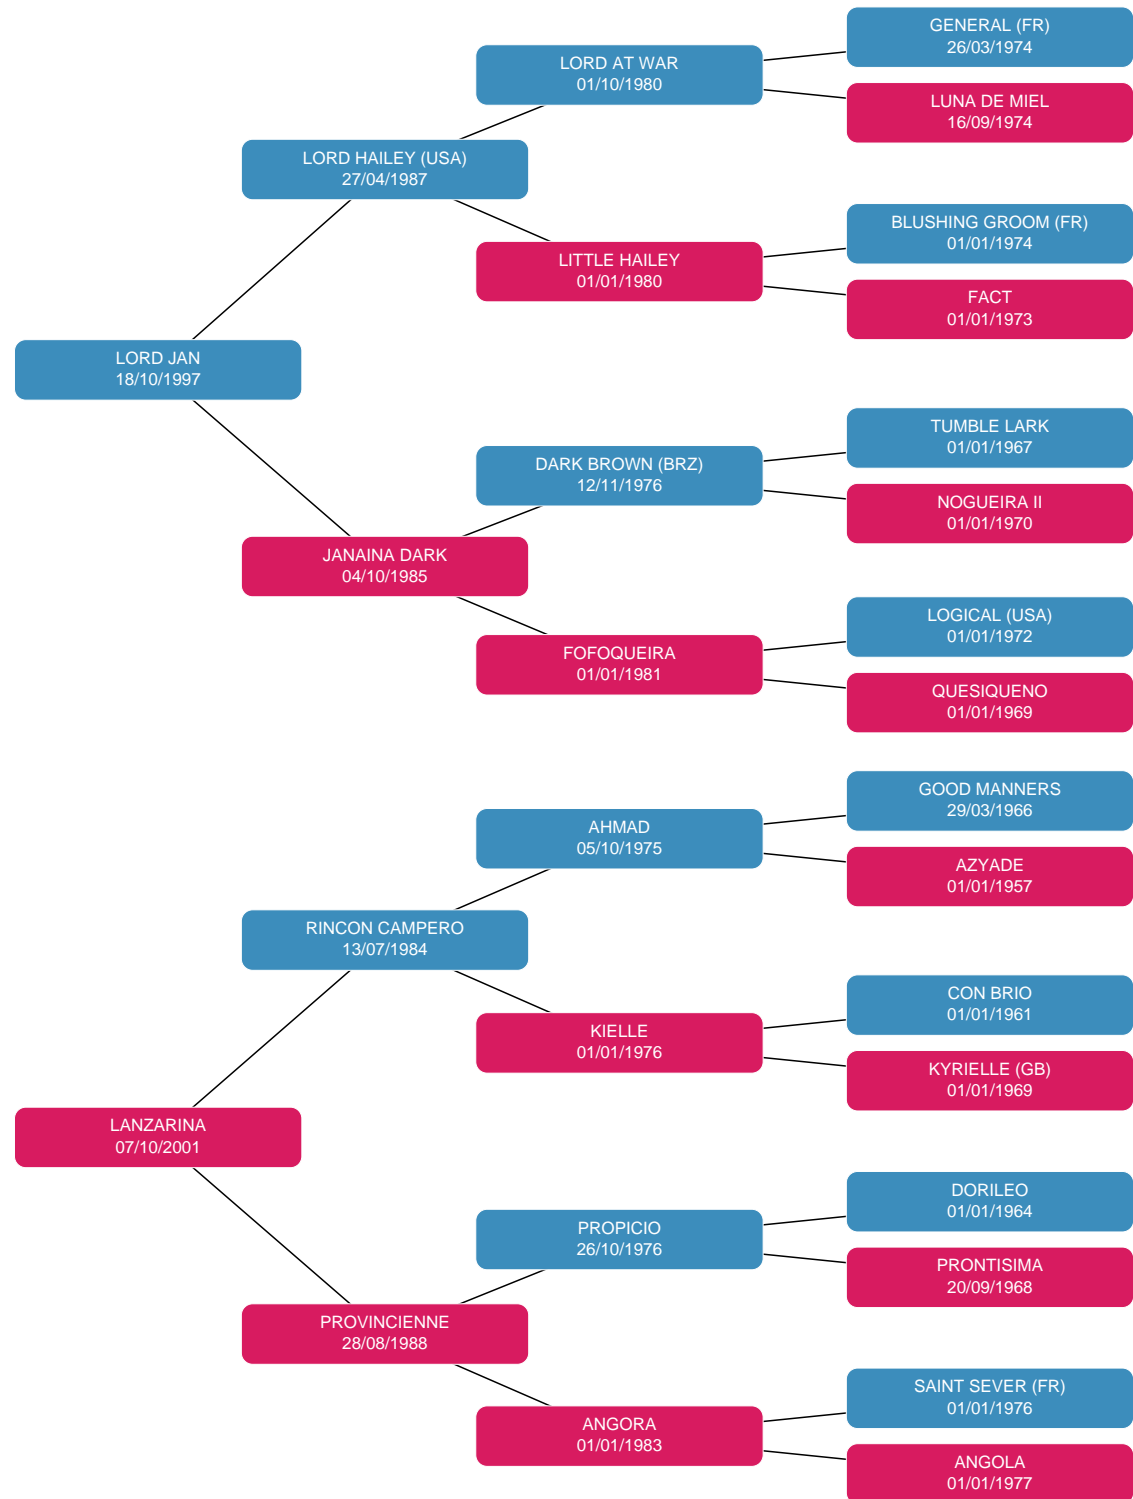 GENERAL (FR)
26/03/1974
LORD AT WAR
01/10/1980
LUNA DE MIEL
16/09/1974
LORD HAILEY (USA)
27/04/1987
BLUSHING GROOM (FR)
01/01/1974
LITTLE HAILEY
01/01/1980
FACT
01/01/1973
LORD JAN
18/10/1997
TUMBLE LARK
01/01/1967
DARK BROWN (BRZ)
12/11/1976
NOGUEIRA II
01/01/1970
JANAINA DARK
04/10/1985
LOGICAL (USA)
01/01/1972
FOFOQUEIRA
01/01/1981
QUESIQUENO
01/01/1969
GOOD MANNERS
29/03/1966
AHMAD
05/10/1975
AZYADE
01/01/1957
RINCON CAMPERO
13/07/1984
CON BRIO
01/01/1961
KIELLE
01/01/1976
KYRIELLE (GB)
01/01/1969
LANZARINA
07/10/2001
DORILEO
01/01/1964
PROPICIO
26/10/1976
PRONTISIMA
20/09/1968
PROVINCIENNE
28/08/1988
SAINT SEVER (FR)
01/01/1976
ANGORA
01/01/1983
ANGOLA
01/01/1977